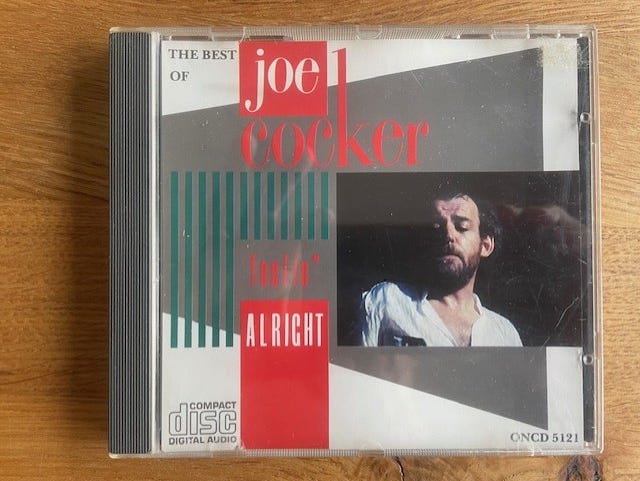 THE BEST
OF
joe
cocker
feelin'
ALRIGHT
COMPACT
disc
DIGITAL AUDIO
ONCD 5121